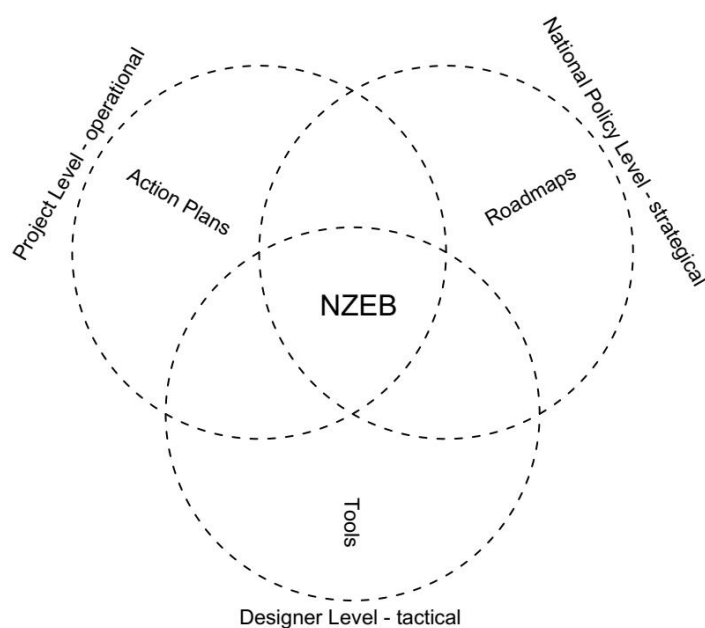 Project Level - operational
National Policy Level - strategical
Action Plans
Roadmaps
NZEB
Tools
Designer Level - tactical